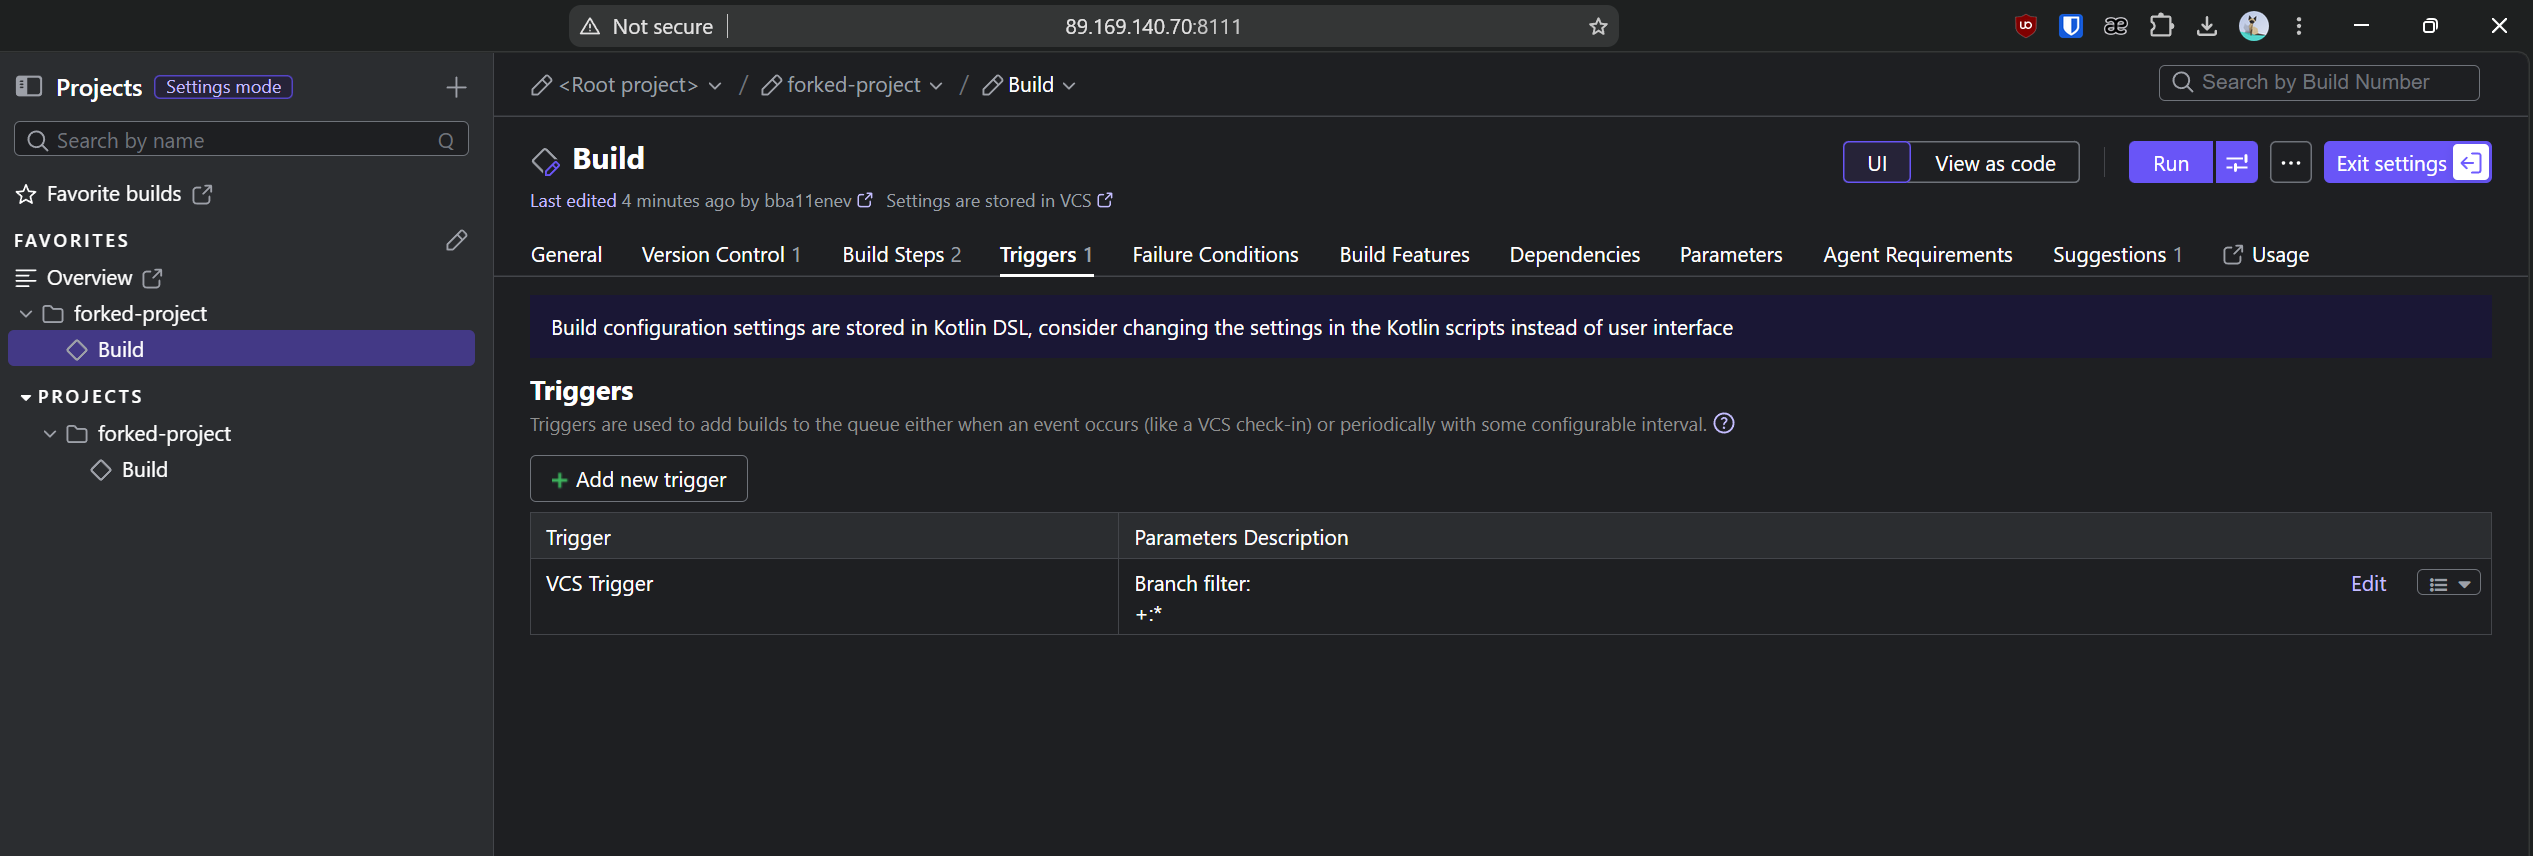 Not secure
89.169.140.70:8111
Projects
Settings mode
Search by name
Q
Favorite builds
FAVORITES
Overview
forked-project
Build
PROJECTS
forked-project
Build
<Root project> / forked-project / Build
Search by Build Number
Build
UI
View as code
Run
Exit settings
Last edited 4 minutes ago by bba11enev Settings are stored in VCS
General Version Control 1 Build Steps 2 Triggers 1 Failure Conditions Build Features Dependencies Parameters Agent Requirements Suggestions 1 Usage
Build configuration settings are stored in Kotlin DSL, consider changing the settings in the Kotlin scripts instead of user interface
Triggers
Triggers are used to add builds to the queue either when an event occurs (like a VCS check-in) or periodically with some configurable interval. ?
+ Add new trigger
Trigger Parameters Description
VCS Trigger Branch filter: Edit
+:*